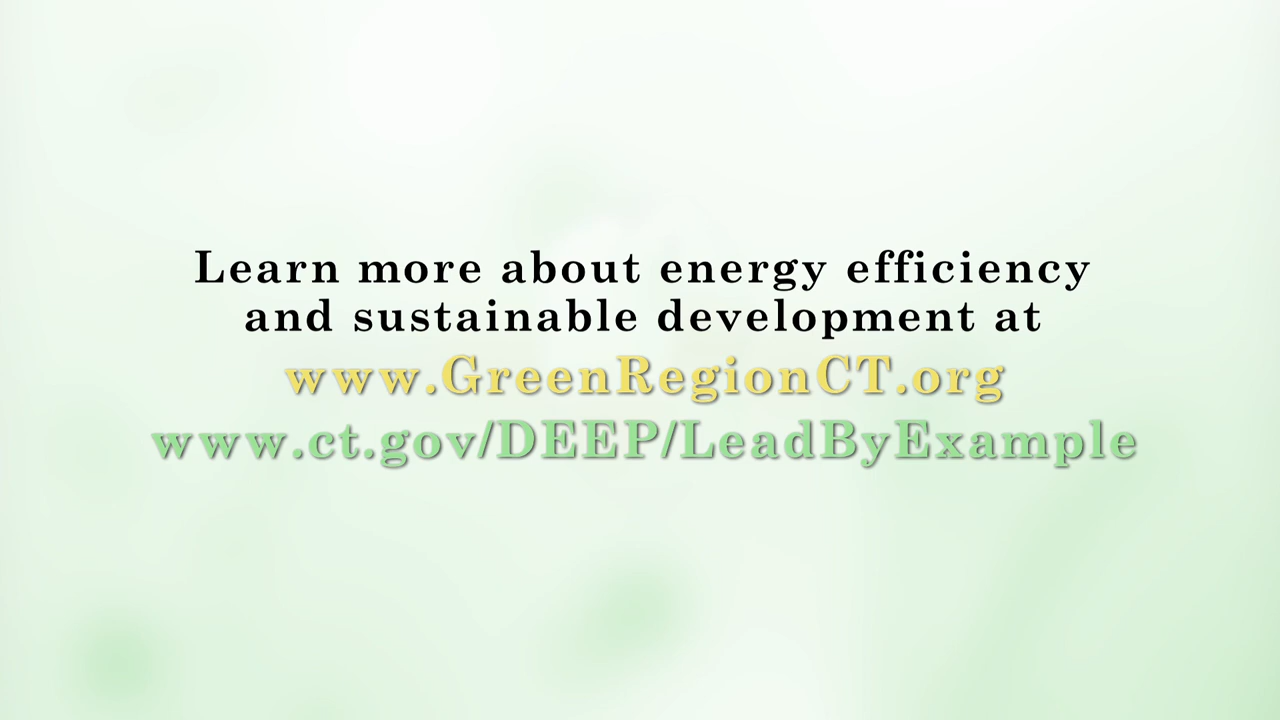 Learn more about energy efficiency
and sustainable development at
www.GreenRegionCT.org
www.ct.gov/DEEP/LeadByExample